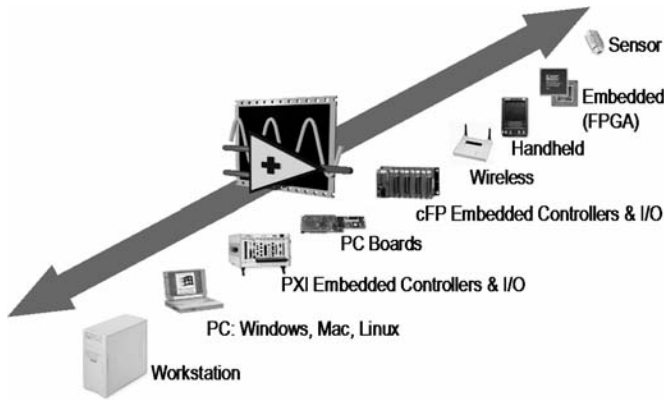 Sensor
Embedded
(FPGA)
Handheld
Wireless
cFP Embedded Controllers & I/O
PC Boards
PXI Embedded Controllers & I/O
PC: Windows, Mac, Linux
Workstation